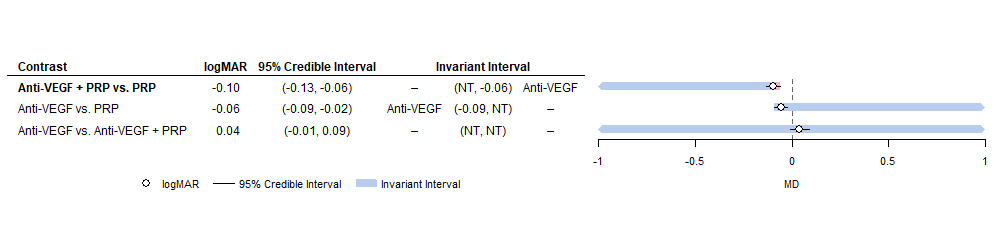 Contrast logMAR 95% Credible Interval Invariant Interval
Anti-VEGF + PRP vs. PRP -0.10 (-0.13, -0.06) – (NT, -0.06) Anti-VEGF
Anti-VEGF vs. PRP -0.06 (-0.09, -0.02) Anti-VEGF (-0.09, NT) –
Anti-VEGF vs. Anti-VEGF + PRP 0.04 (-0.01, 0.09) – (NT, NT) –
-1 -0.5 0 0.5 1
MD
logMAR 95% Credible Interval Invariant Interval